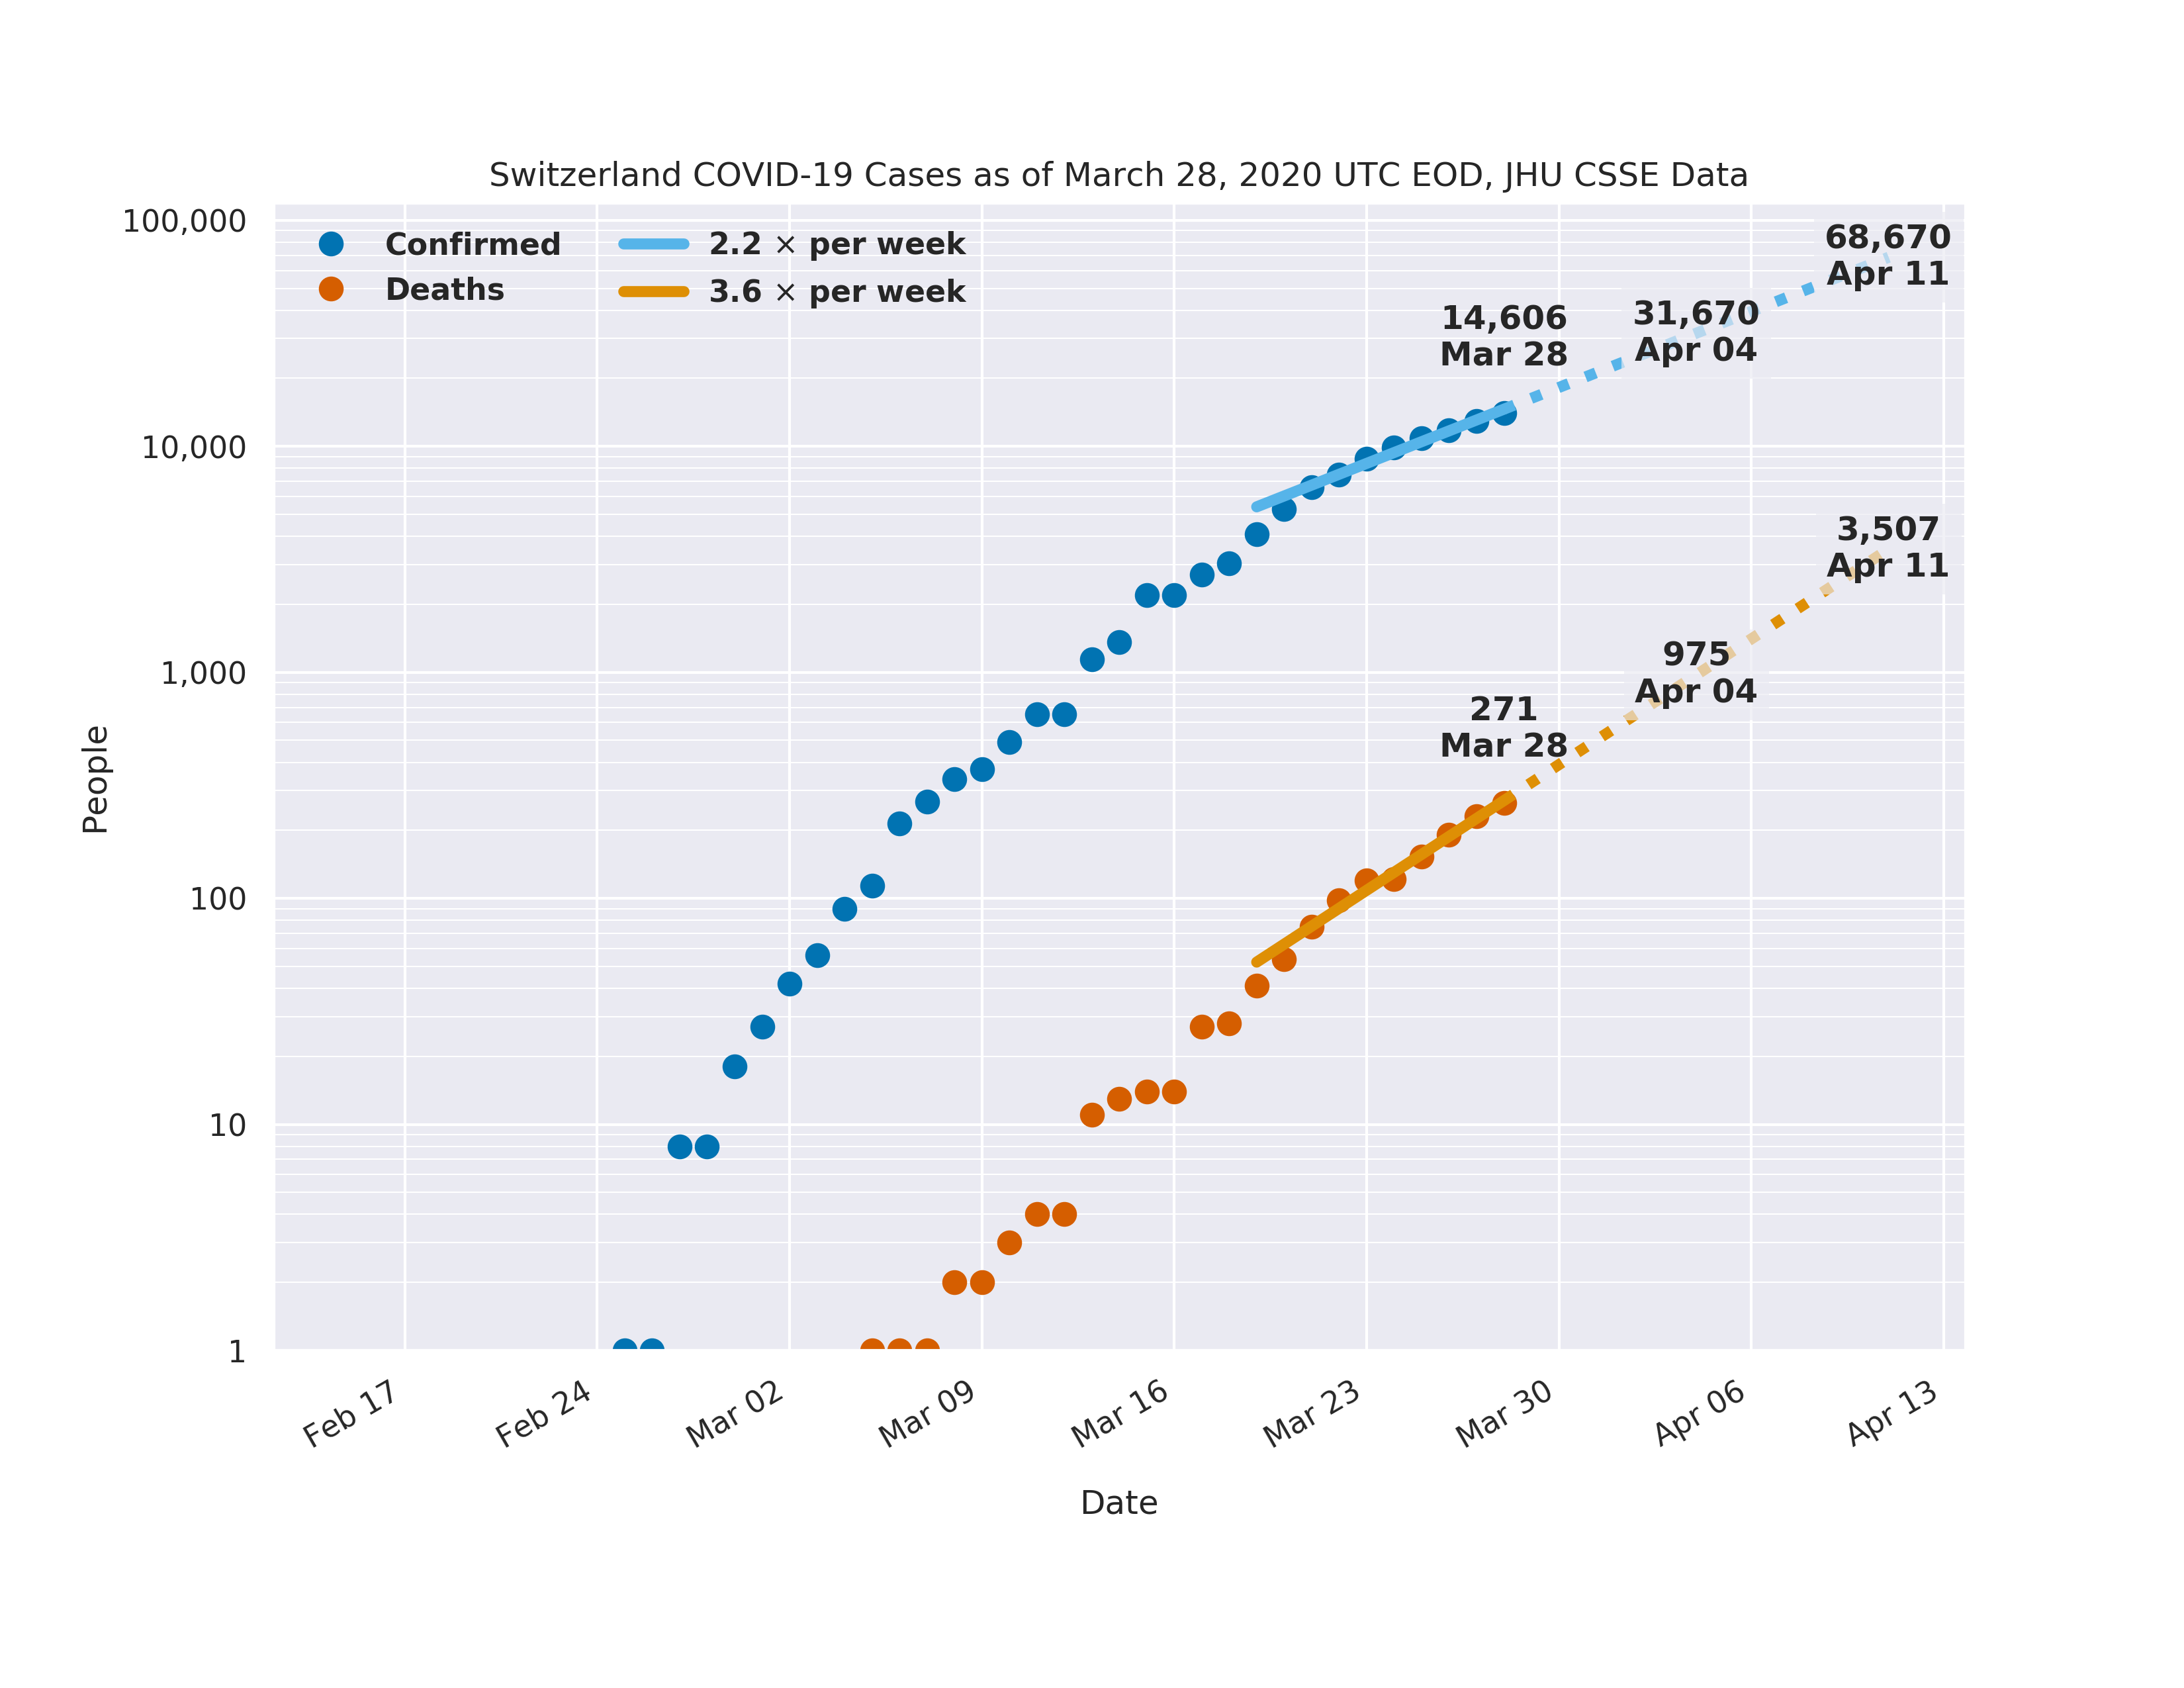 Switzerland COVID-19 Cases as of March 28, 2020 UTC EOD, JHU CSSE Data
100,000
10,000
1,000
100
10
1
People
Confirmed
Deaths
2.2 × per week
3.6 × per week
14,606
Mar 28
31,670
Apr 04
68,670
Apr 11
271
Mar 28
975
Apr 04
3,507
Apr 11
Feb 17
Feb 24
Mar 02
Mar 09
Mar 16
Mar 23
Mar 30
Apr 06
Apr 13
Date